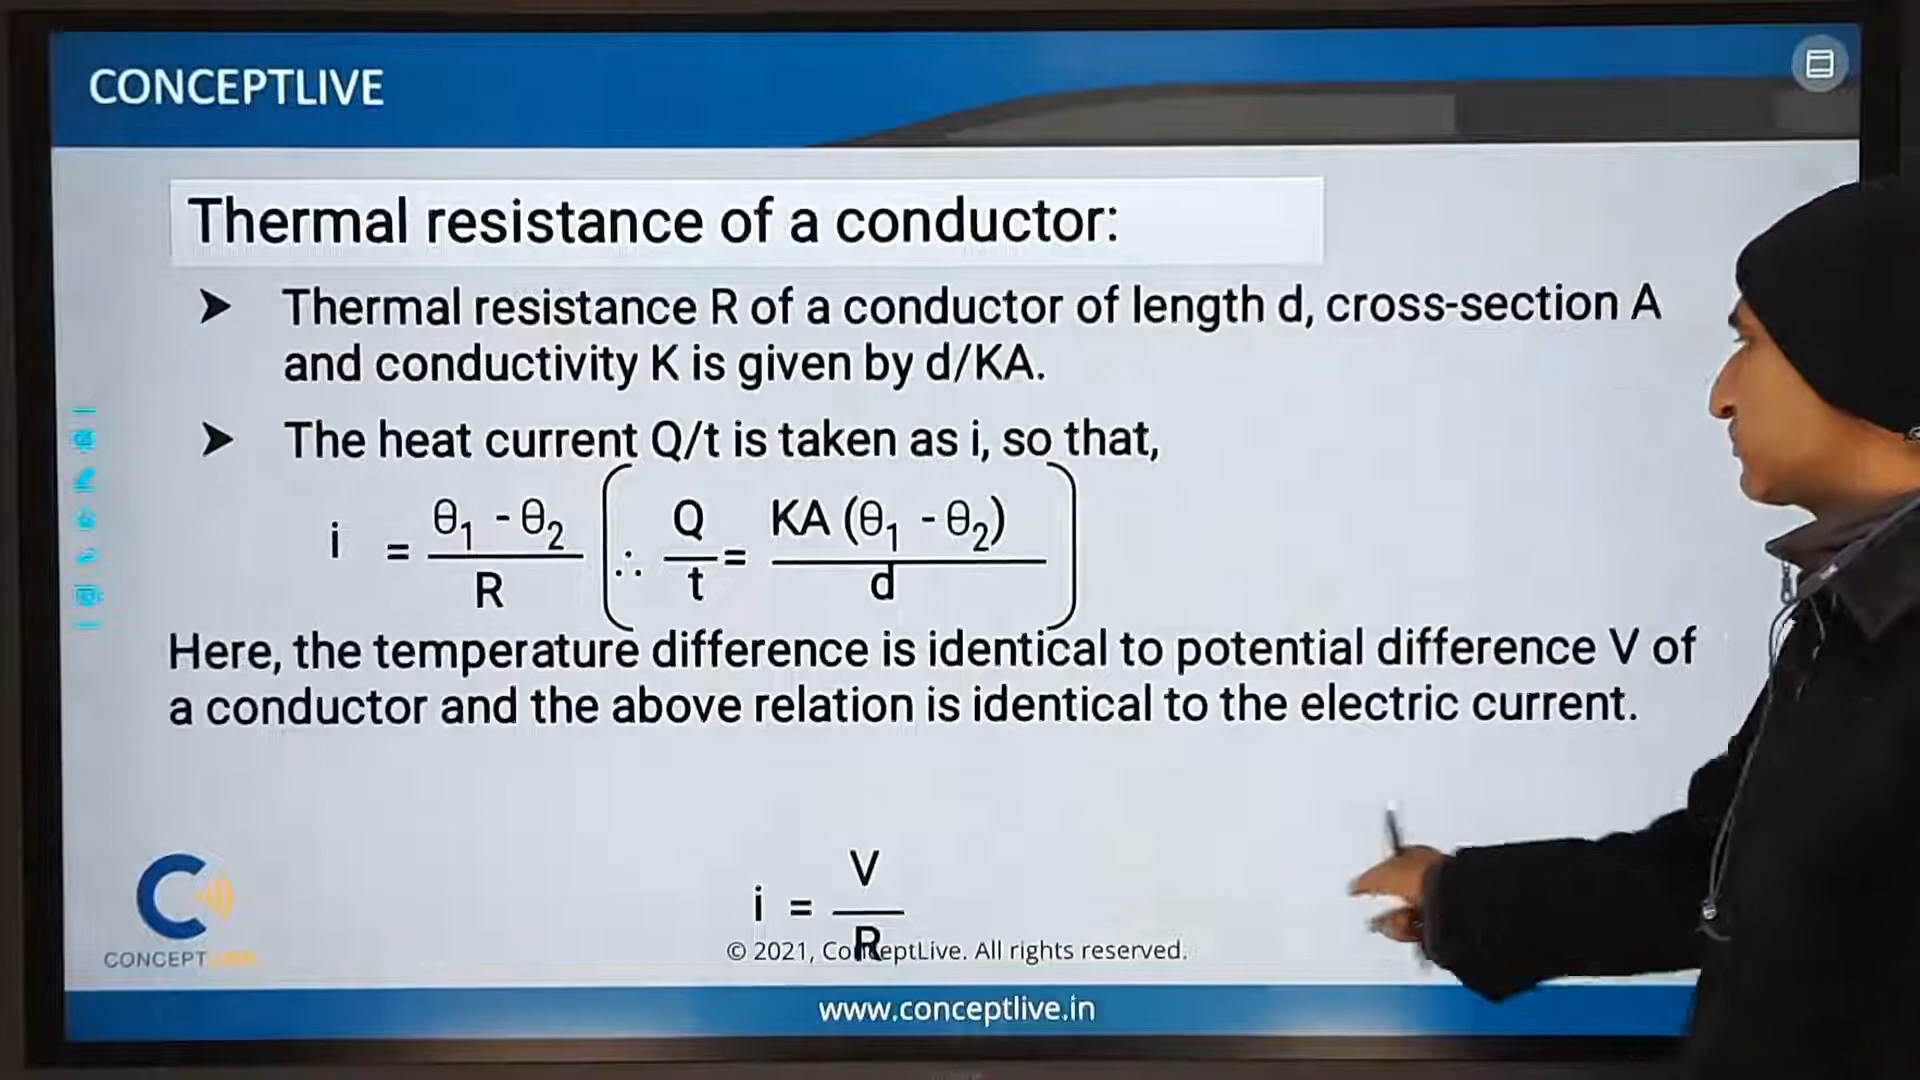 CONCEPTLIVE
Thermal resistance of a conductor:
➤ Thermal resistance R of a conductor of length d, cross-section A
and conductivity K is given by d/KA.
➤ The heat current Q/t is taken as i, so that,
i = θ₁ - θ₂ / R (∴ Q / t = KA (θ₁ - θ₂) / d)
Here, the temperature difference is identical to potential difference V of
a conductor and the above relation is identical to the electric current.
i = V / R
CONCEPT
© 2021, ConceptLive. All rights reserved.
www.conceptlive.in